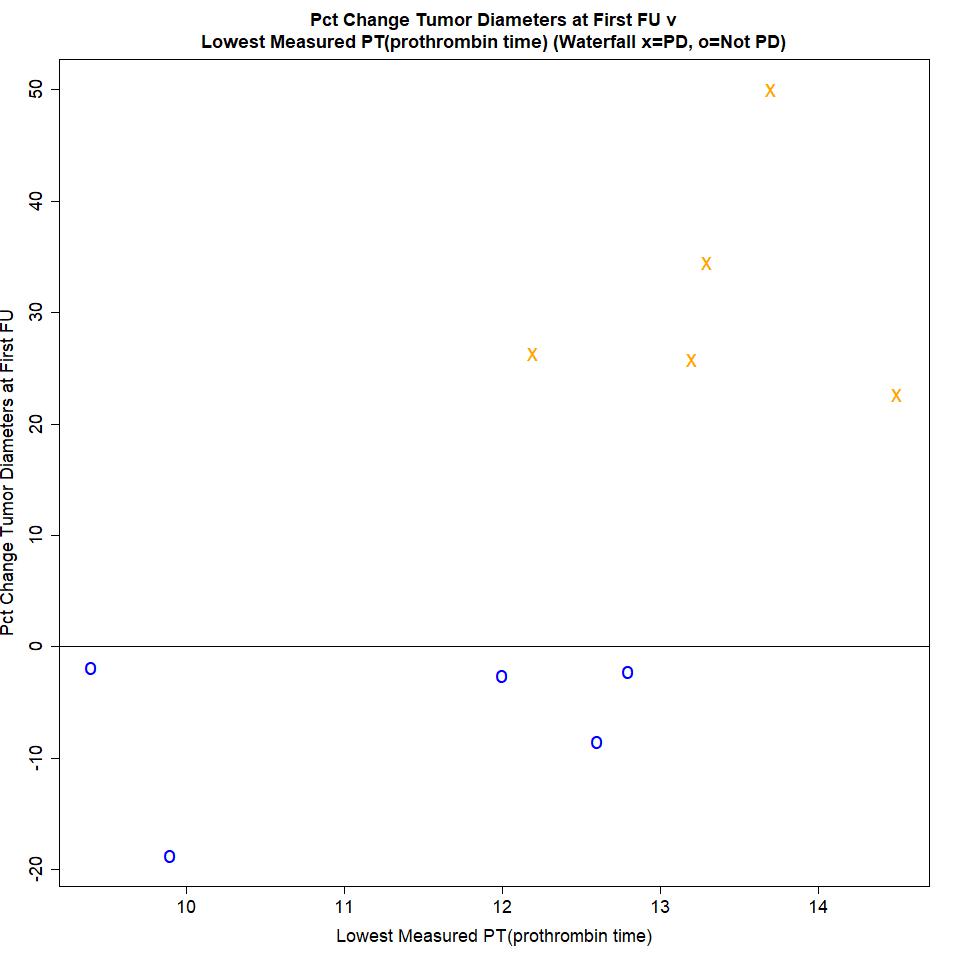 Pct Change Tumor Diameters at First FU v
Lowest Measured PT(prothrombin time) (Waterfall x=PD, o=Not PD)
Pct Change Tumor Diameters at First FU
50
40
30
20
10
0
-10
-20
x
x
x
x
x
o
o
o
o
o
10 11 12 13 14
Lowest Measured PT(prothrombin time)